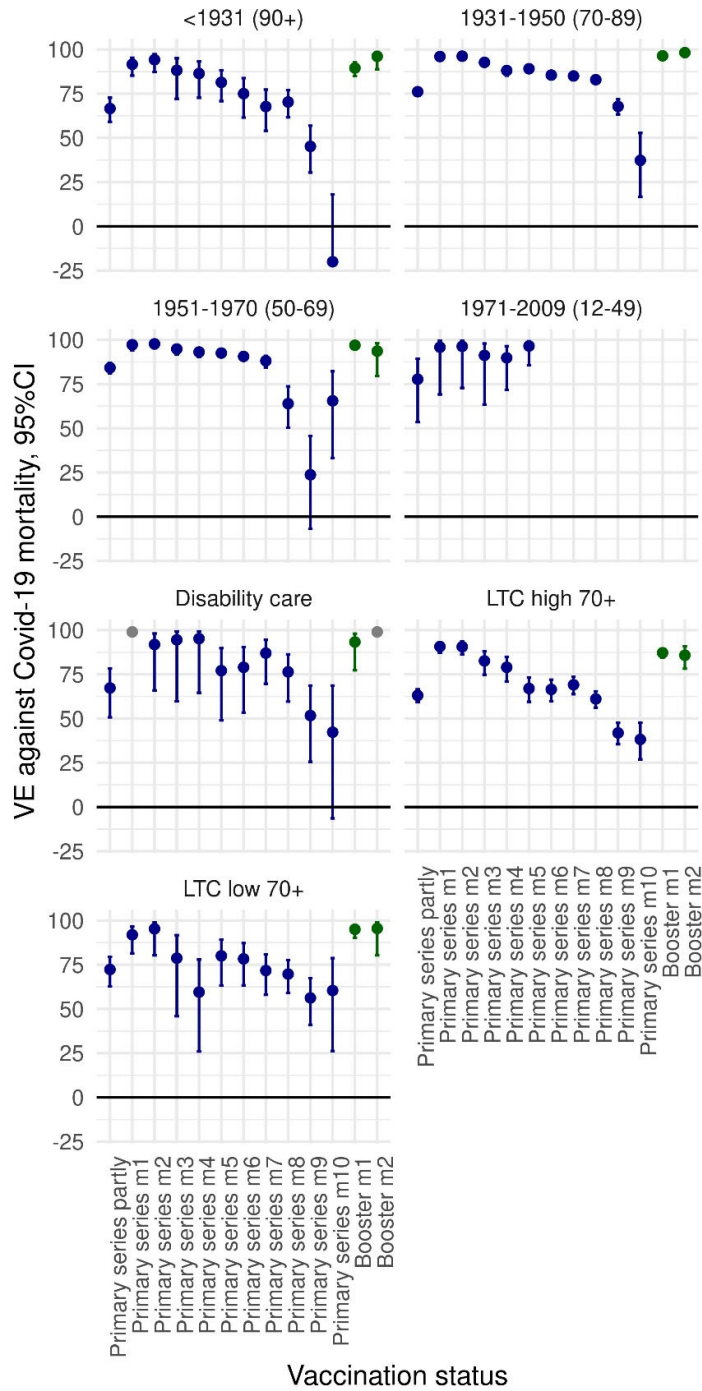 <1931 (90+)
1931-1950 (70-89)
100
75
50
25
0
-25
1951-1970 (50-69)
1971-2009 (12-49)
100
75
50
25
0
-25
Disability care
LTC high 70+
100
75
50
25
0
-25
LTC low 70+
100
75
50
25
0
-25
VE against Covid-19 mortality, 95%CI
Primary series partly
Primary series m1
Primary series m2
Primary series m3
Primary series m4
Primary series m5
Primary series m6
Primary series m7
Primary series m8
Primary series m9
Primary series m10
Booster m1
Booster m2
Primary series partly
Primary series m1
Primary series m2
Primary series m3
Primary series m4
Primary series m5
Primary series m6
Primary series m7
Primary series m8
Primary series m9
Primary series m10
Booster m1
Booster m2
Vaccination status